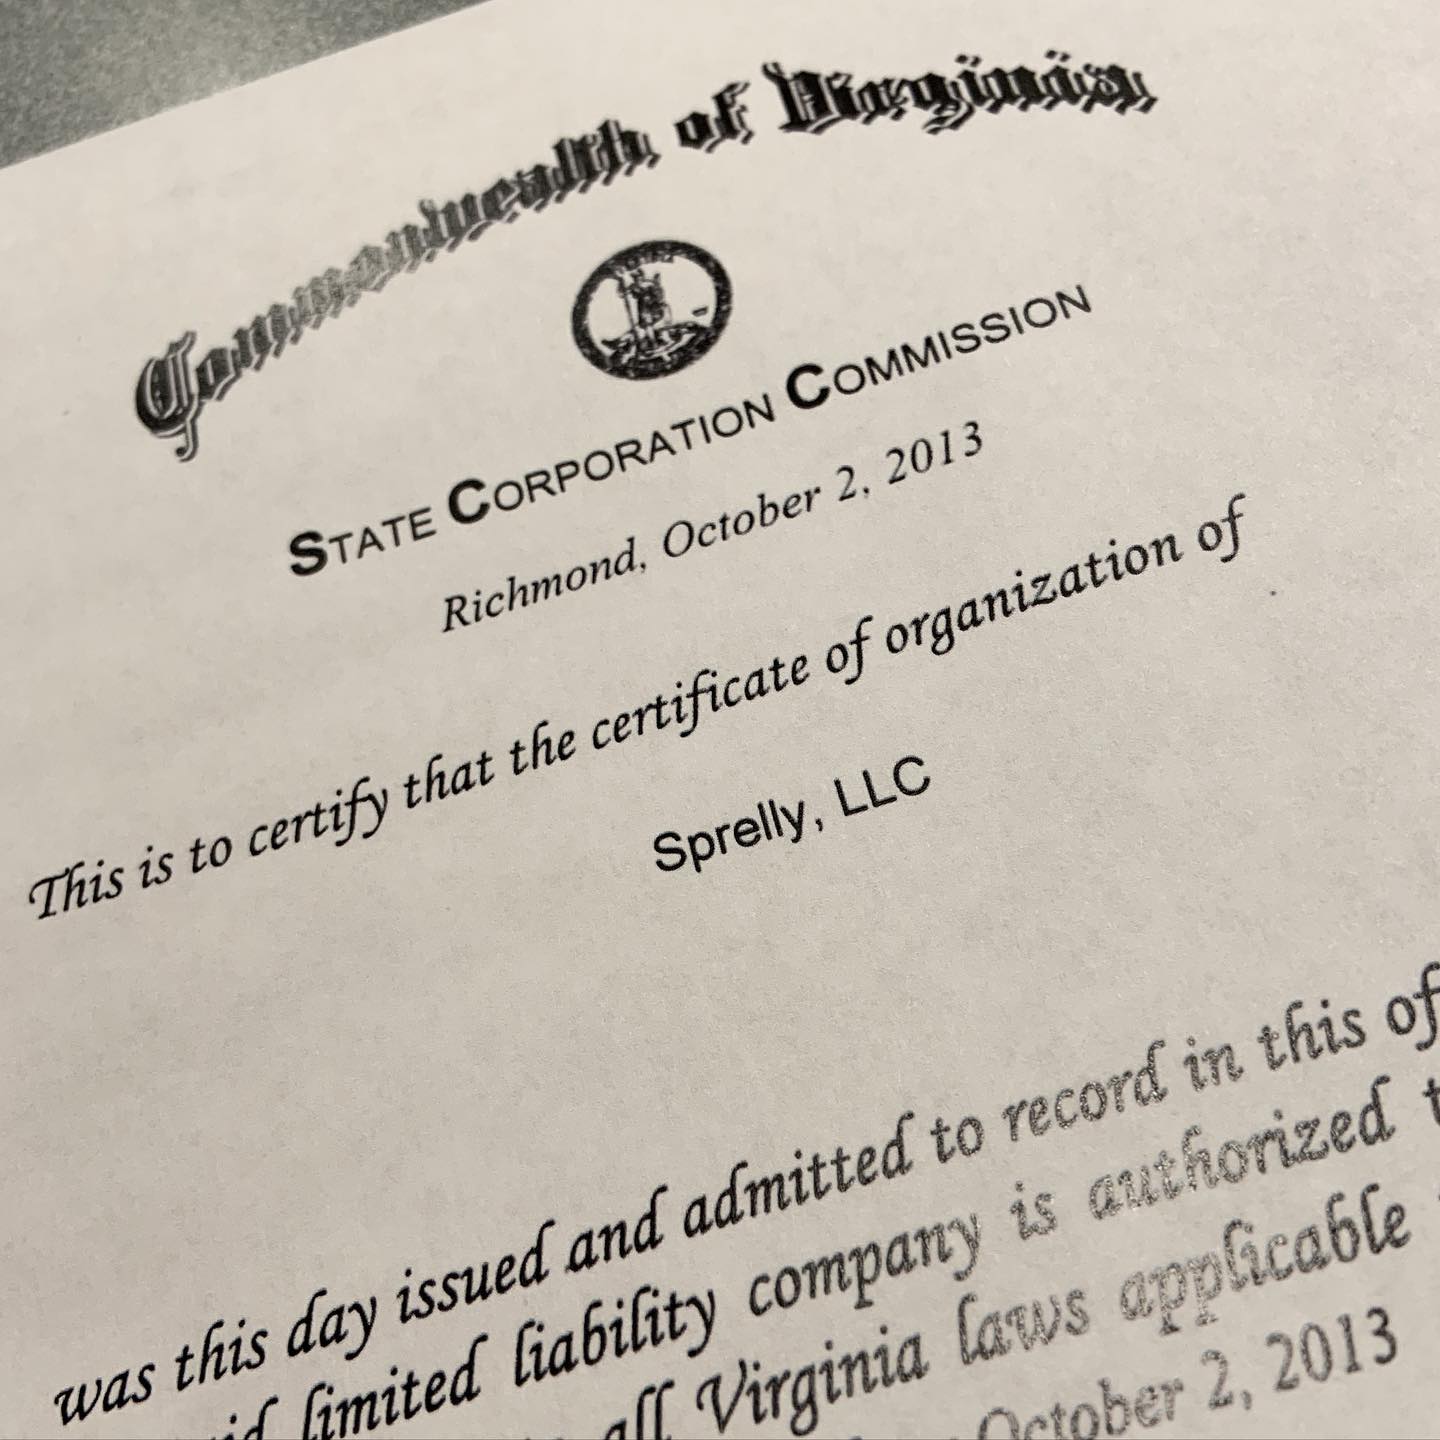 Commonwealth of Virginia
STATE CORPORATION COMMISSION
Richmond, October 2, 2013
This is to certify that the certificate of organization of
Sprelly, LLC
was this day issued and admitted to record in this of
limited liability company is authorized t
all Virginia laws applicable
October 2, 2013